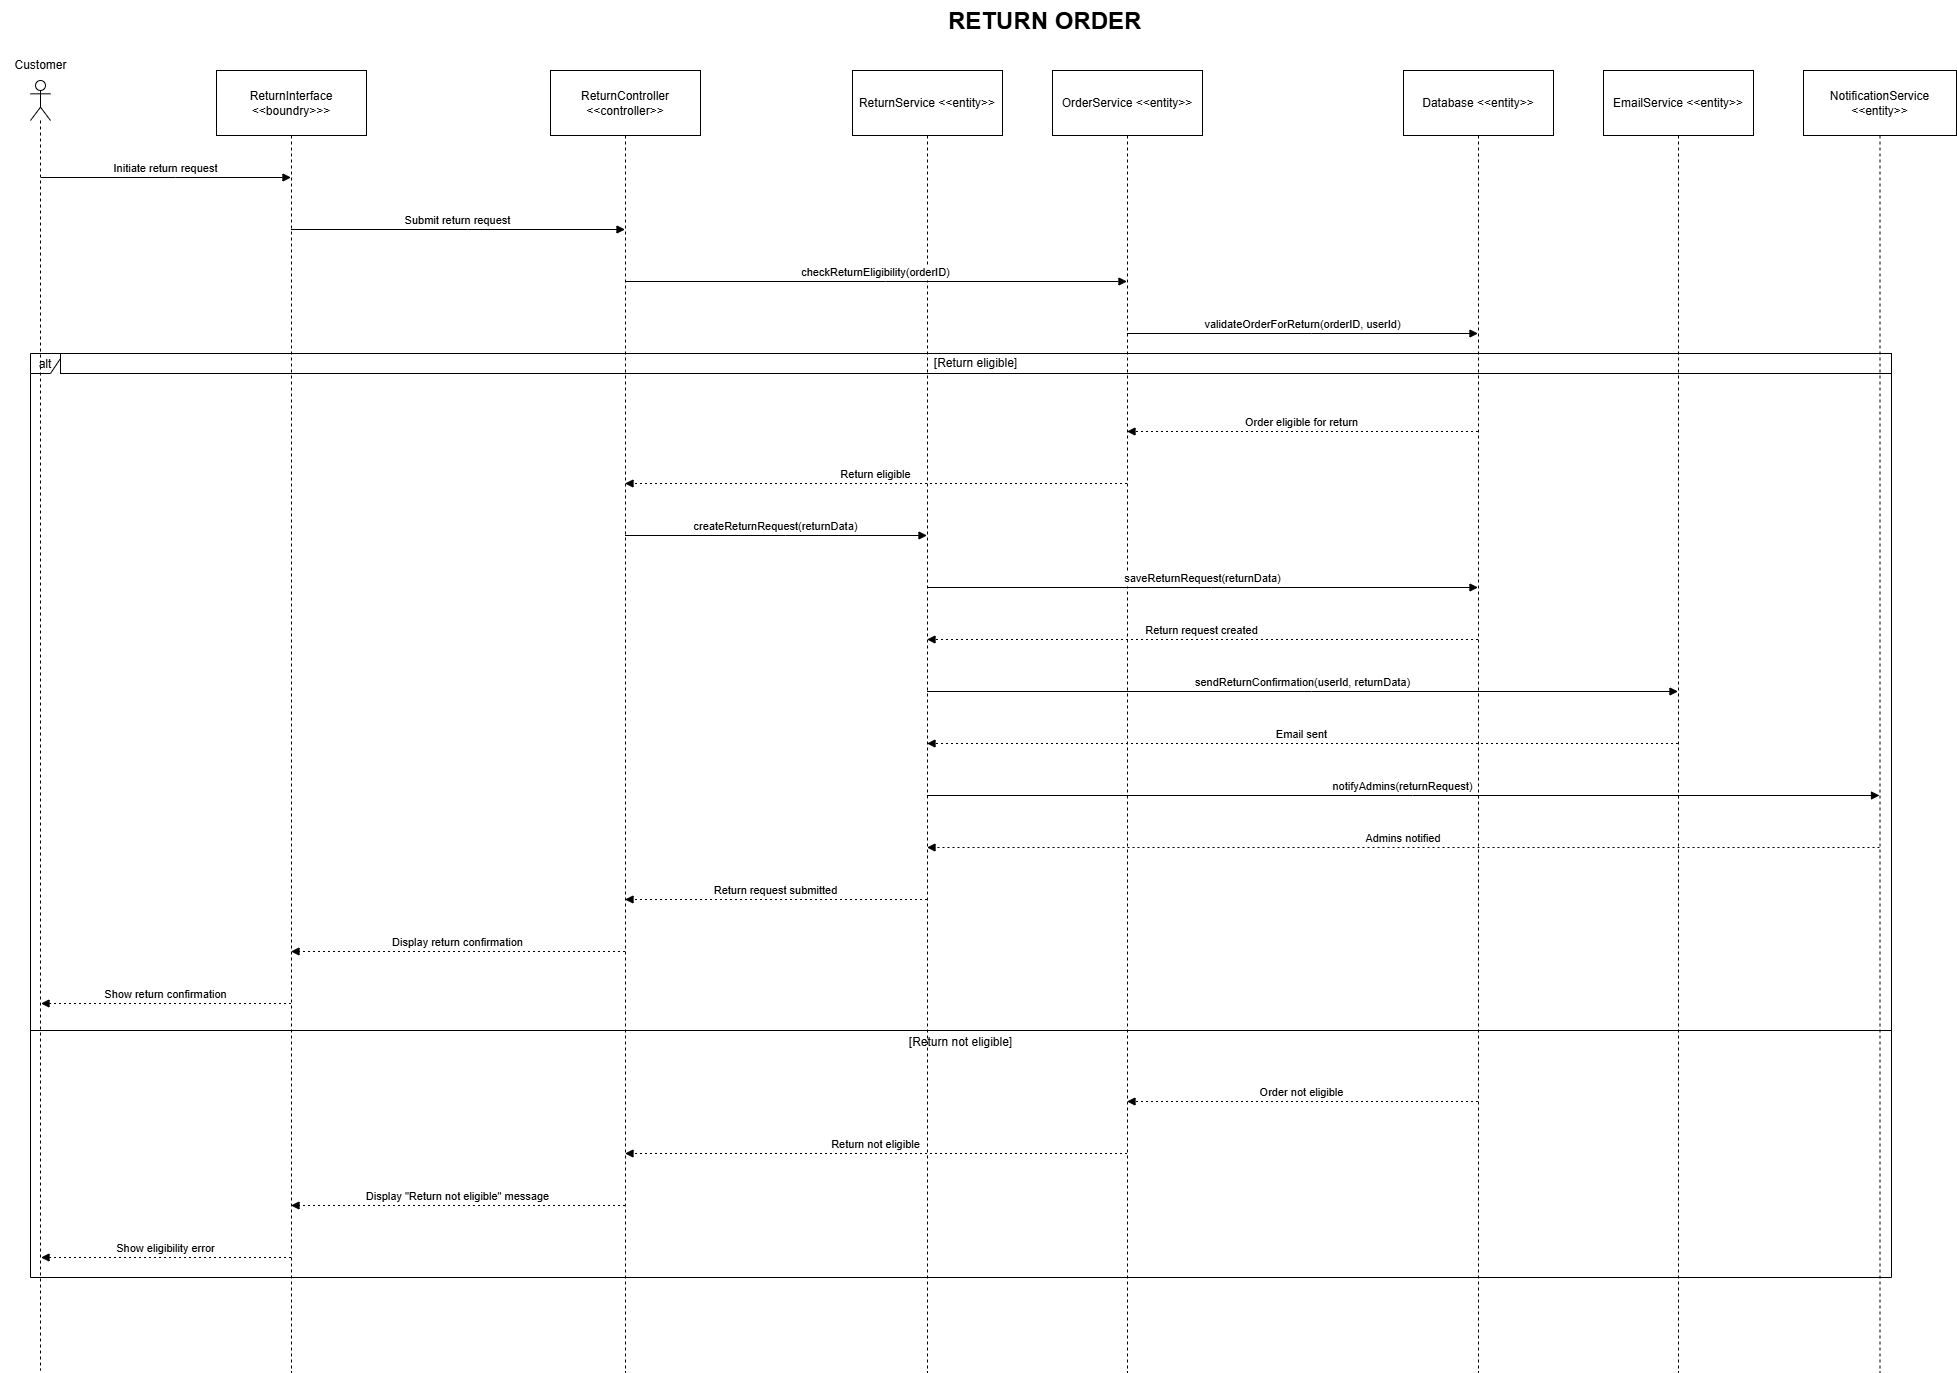 RETURN ORDER
Customer
ReturnInterface
<<boundry>>>
ReturnController
<<controller>>
ReturnService <<entity>>
OrderService <<entity>>
Database <<entity>>
EmailService <<entity>>
NotificationService
<<entity>>
Initiate return request
Submit return request
checkReturnEligibility(orderID)
validateOrderForReturn(orderID, userId)
alt
[Return eligible]
Order eligible for return
Return eligible
createReturnRequest(returnData)
saveReturnRequest(returnData)
Return request created
sendReturnConfirmation(userId, returnData)
Email sent
notifyAdmins(returnRequest)
Admins notified
Return request submitted
Display return confirmation
Show return confirmation
[Return not eligible]
Order not eligible
Return not eligible
Display "Return not eligible" message
Show eligibility error